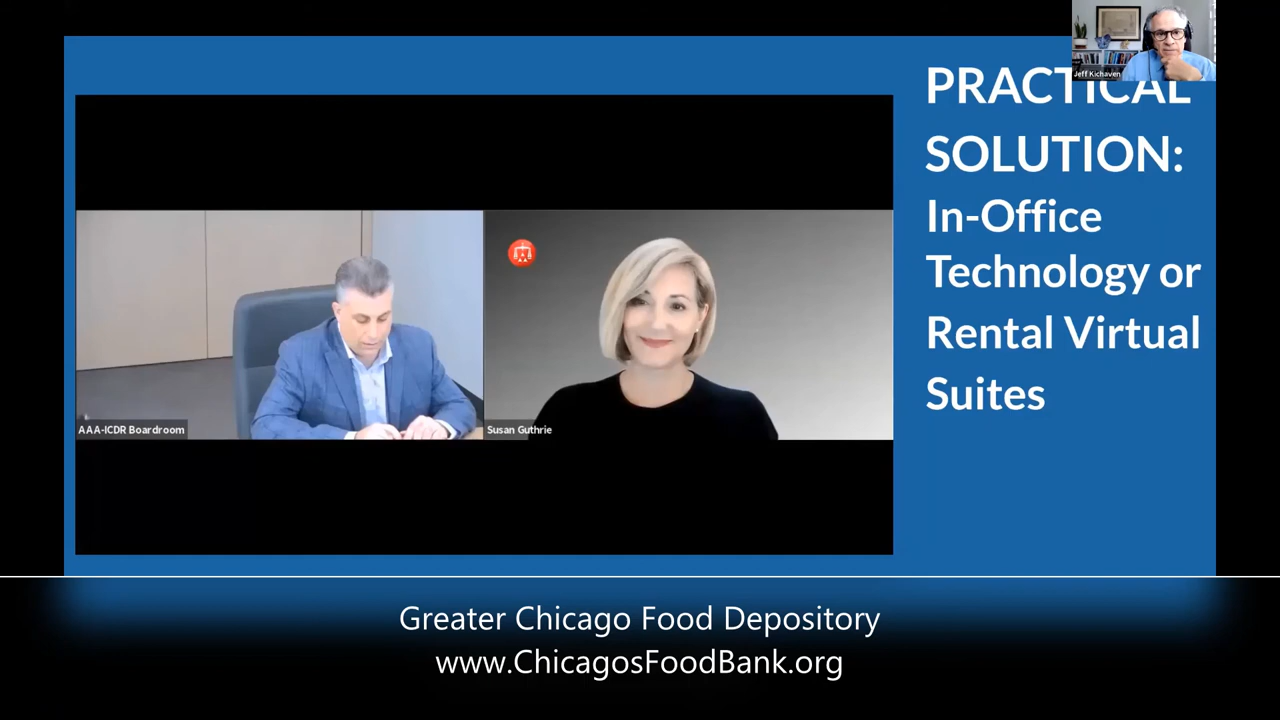 Jeff Kichaven
PRACTICAL
SOLUTION:
In-Office
Technology or
Rental Virtual
Suites
AAA-ICDR Boardroom
Susan Guthrie
Greater Chicago Food Depository
www.ChicagosFoodBank.org